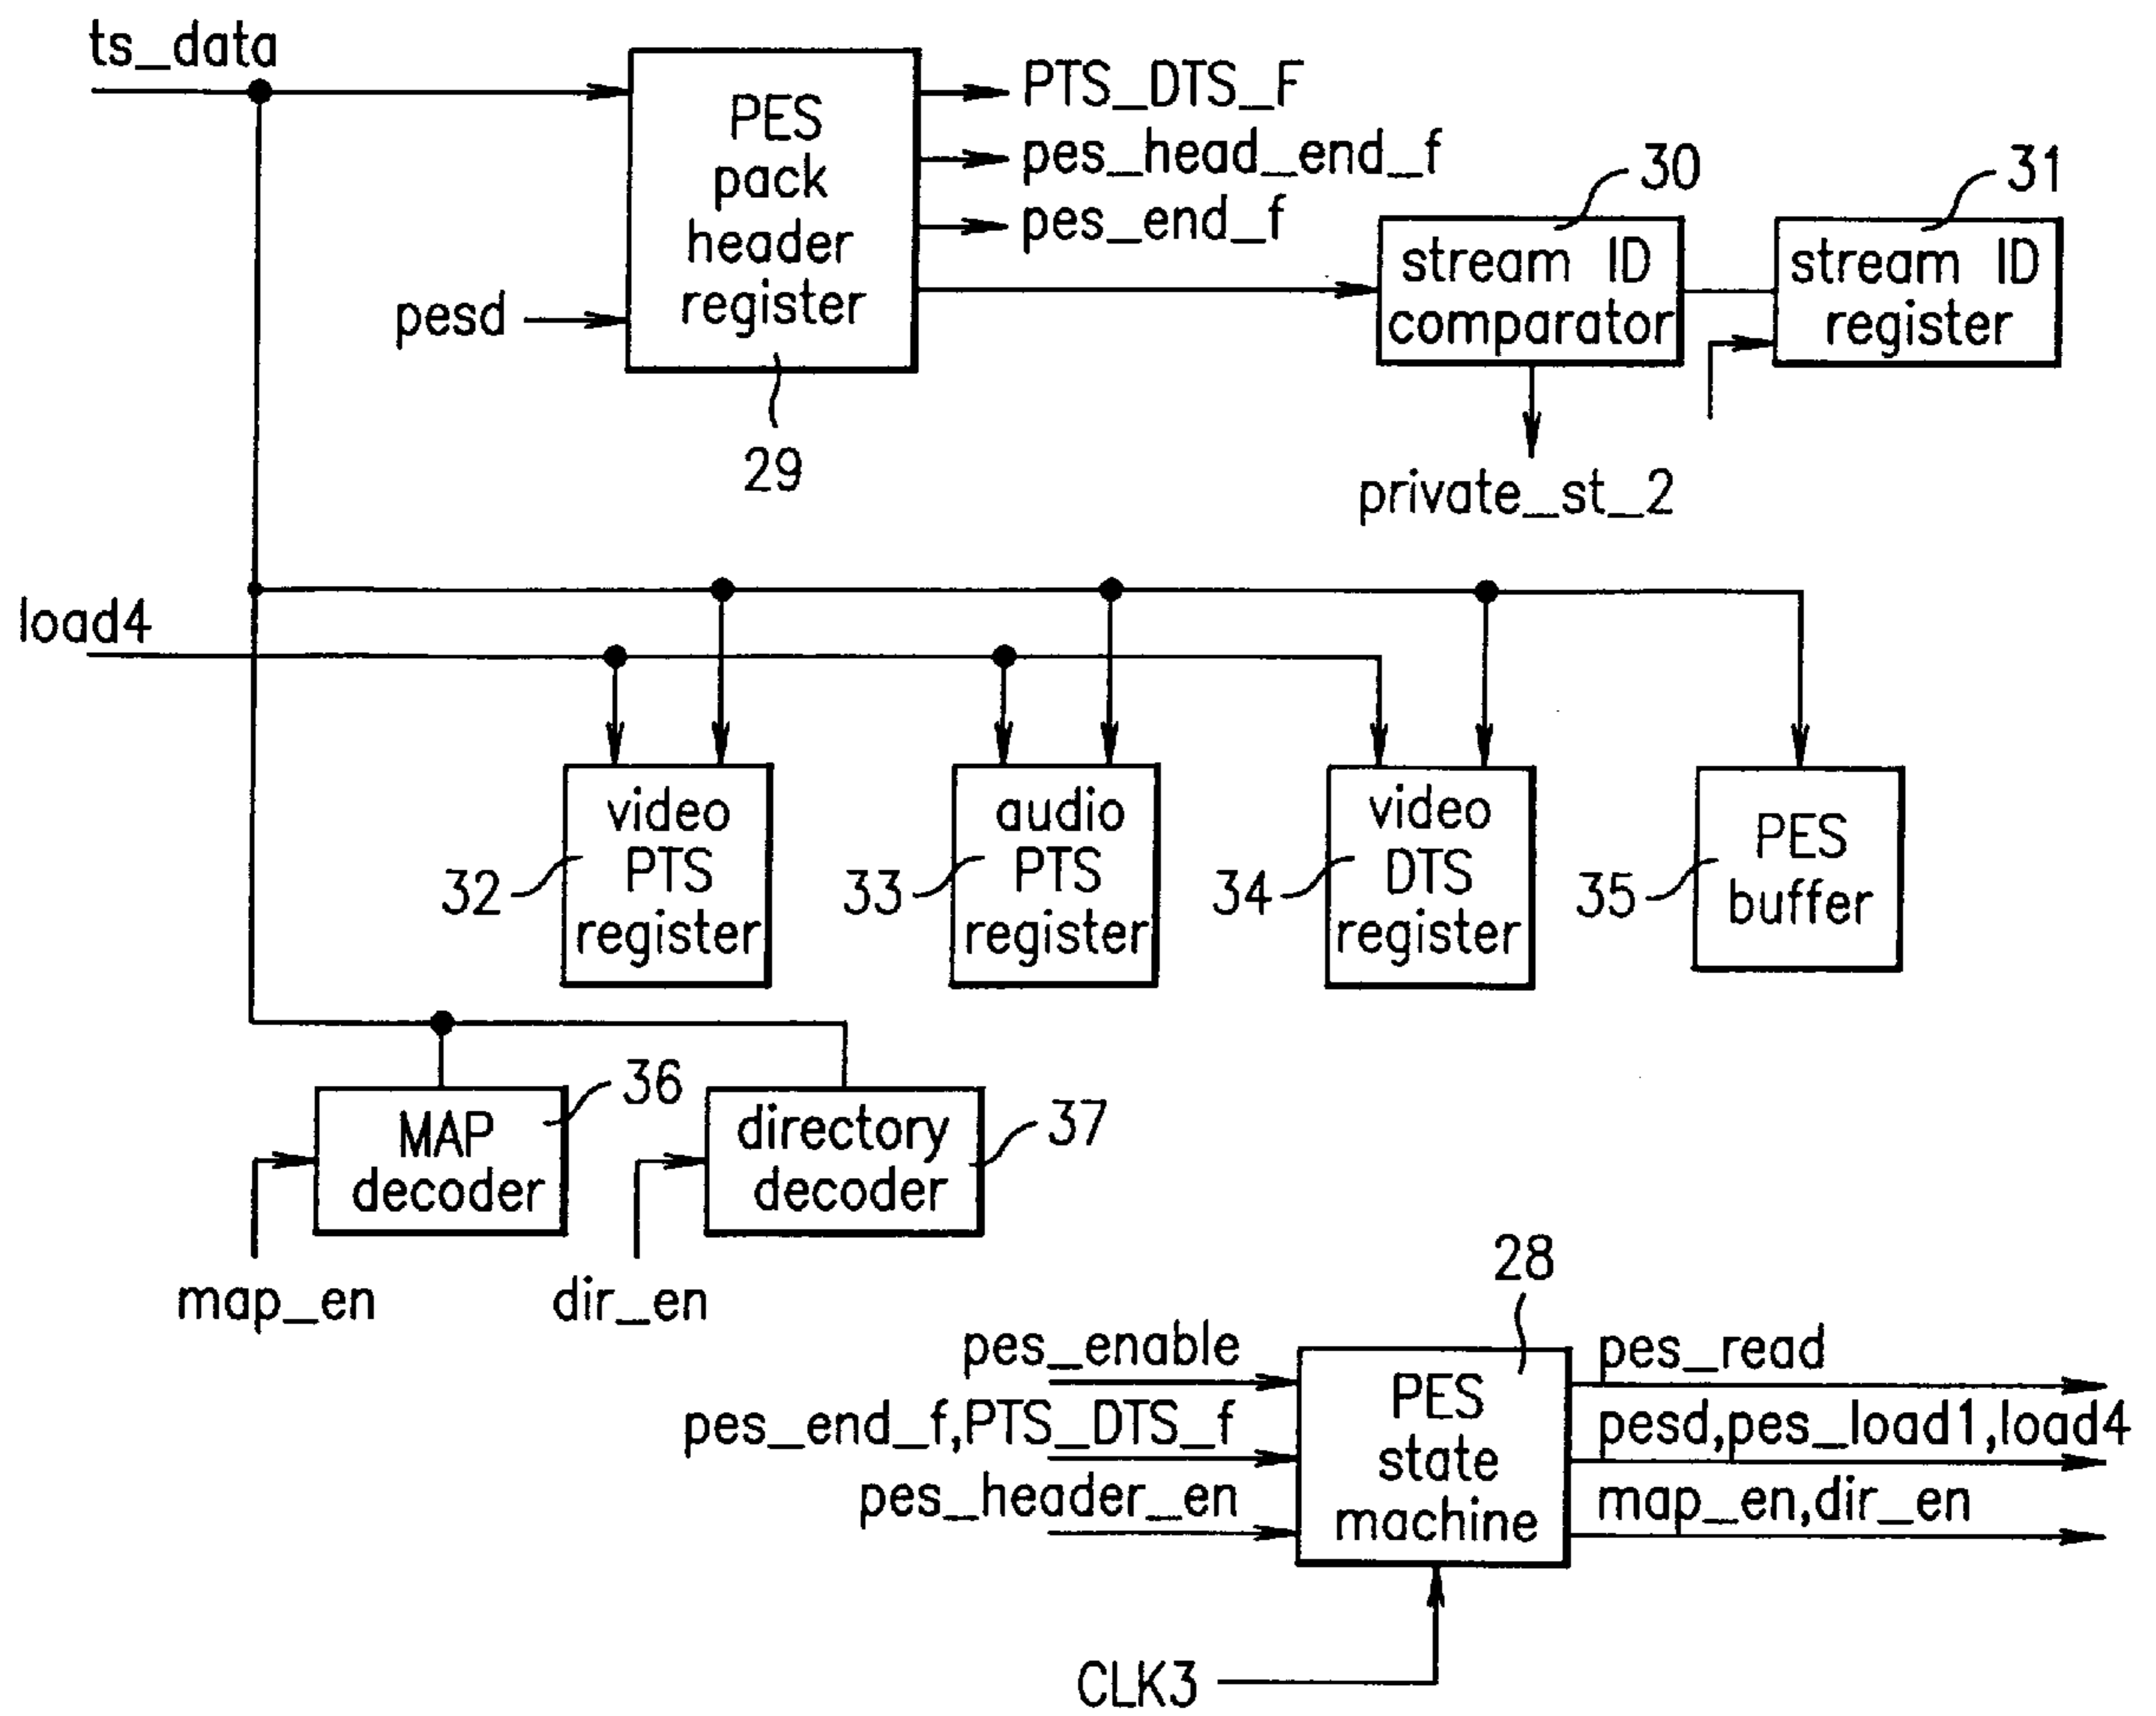 ts_data
PES
pack
header
register
PTS_DTS_F
pes_head_end_f
pes_end_f
pesd
29
30
31
stream ID
comparator
stream ID
register
private_st_2
load4
video
PTS
register
32
audio
PTS
register
33
video
DTS
register
34
PES
buffer
35
MAP
decoder
36
directory
decoder
37
map_en
dir_en
28
pes_enable
pes_end_f,PTS_DTS_f
pes_header_en
PES
state
machine
pes_read
pesd,pes_load1,load4
map_en,dir_en
CLK3